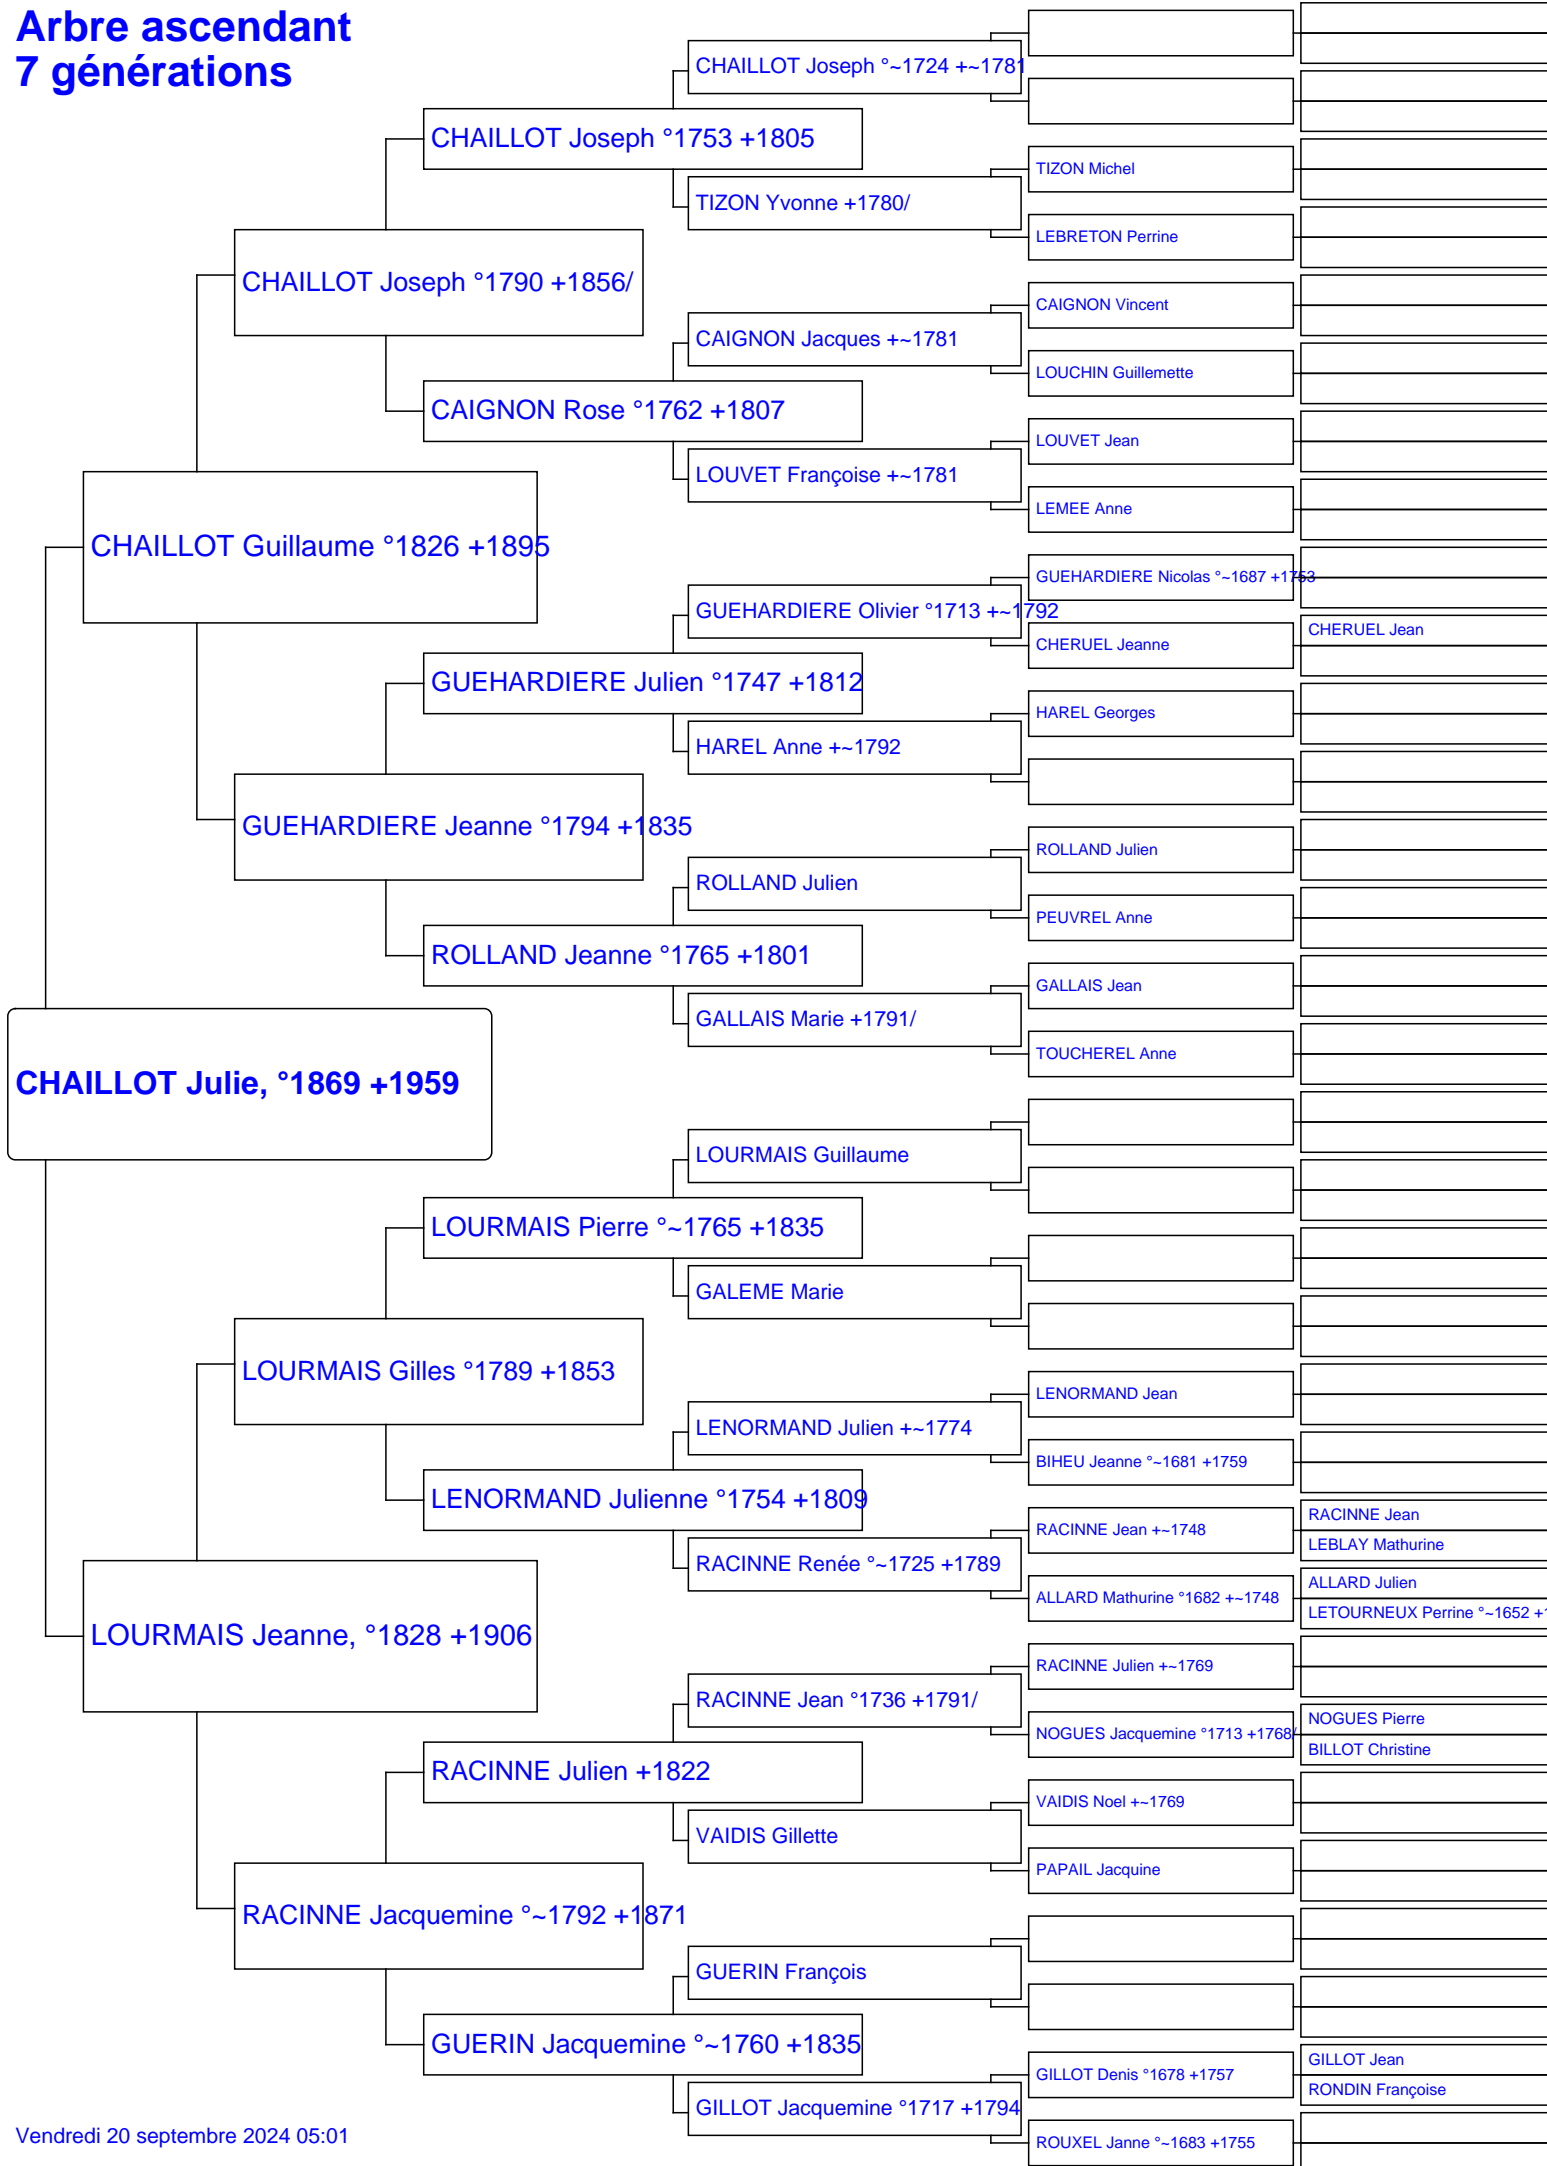 Arbre ascendant
7 générations
CHAILLOT Julie, °1869 +1959
CHAILLOT Guillaume °1826 +1895
LOURMAIS Jeanne, °1828 +1906
CHAILLOT Joseph °1790 +1856/
GUEHARDIERE Jeanne °1794 +1835
LOURMAIS Gilles °1789 +1853
RACINNE Jacquemine °~1792 +1871
CHAILLOT Joseph °1753 +1805
CAIGNON Rose °1762 +1807
GUEHARDIERE Julien °1747 +1812
ROLLAND Jeanne °1765 +1801
LOURMAIS Pierre °~1765 +1835
LENORMAND Julienne °1754 +1809
RACINNE Julien +1822
GUERIN Jacquemine °~1760 +1835
CHAILLOT Joseph °~1724 +~1781
TIZON Yvonne +1780/
CAIGNON Jacques +~1781
LOUVET Françoise +~1781
GUEHARDIERE Olivier °1713 +~1792
HAREL Anne +~1792
ROLLAND Julien
GALLAIS Marie +1791/
LOURMAIS Guillaume
GALEME Marie
LENORMAND Julien +~1774
RACINNE Renée °~1725 +1789
RACINNE Jean °1736 +1791/
VAIDIS Gillette
GUERIN François
GILLOT Jacquemine °1717 +1794
TIZON Michel
LEBRETON Perrine
CAIGNON Vincent
LOUCHIN Guillemette
LOUVET Jean
LEMEE Anne
GUEHARDIERE Nicolas °~1687 +1753
CHERUEL Jeanne
HAREL Georges
ROLLAND Julien
PEUVREL Anne
GALLAIS Jean
TOUCHEREL Anne
LENORMAND Jean
BIHEU Jeanne °~1681 +1759
RACINNE Jean +~1748
ALLARD Mathurine °1682 +~1748
RACINNE Julien +~1769
NOGUES Jacquemine °1713 +1768/
VAIDIS Noel +~1769
PAPAIL Jacquine
GILLOT Denis °1678 +1757
ROUXEL Janne °~1683 +1755
CHERUEL Jean
RACINNE Jean
LEBLAY Mathurine
ALLARD Julien
LETOURNEUX Perrine °~1652
NOGUES Pierre
BILLOT Christine
GILLOT Jean
RONDIN Françoise
Vendredi 20 septembre 2024 05:01